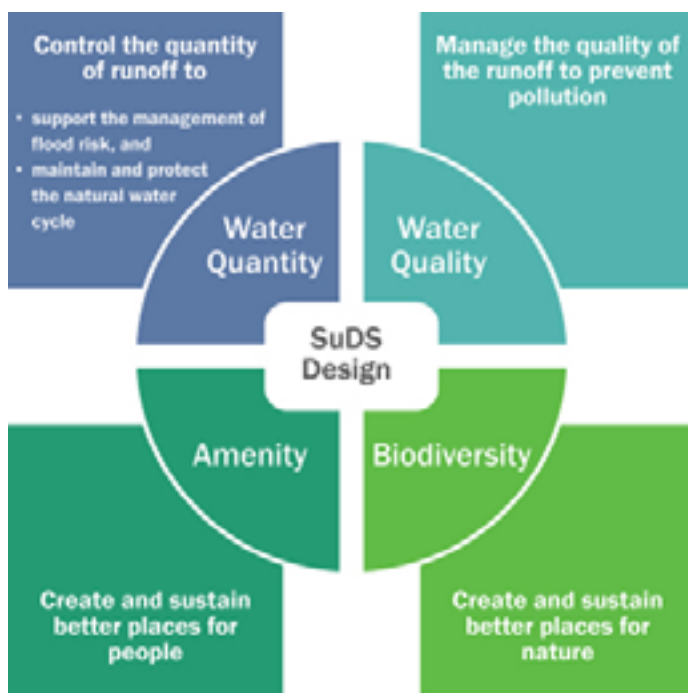 Control the quantity
of runoff to
• support the management of
flood risk, and
• maintain and protect
the natural water
cycle
Manage the quality of
the runoff to prevent
pollution
Water
Quantity
Water
Quality
SuDS
Design
Amenity
Biodiversity
Create and sustain
better places for
people
Create and sustain
better places for
nature